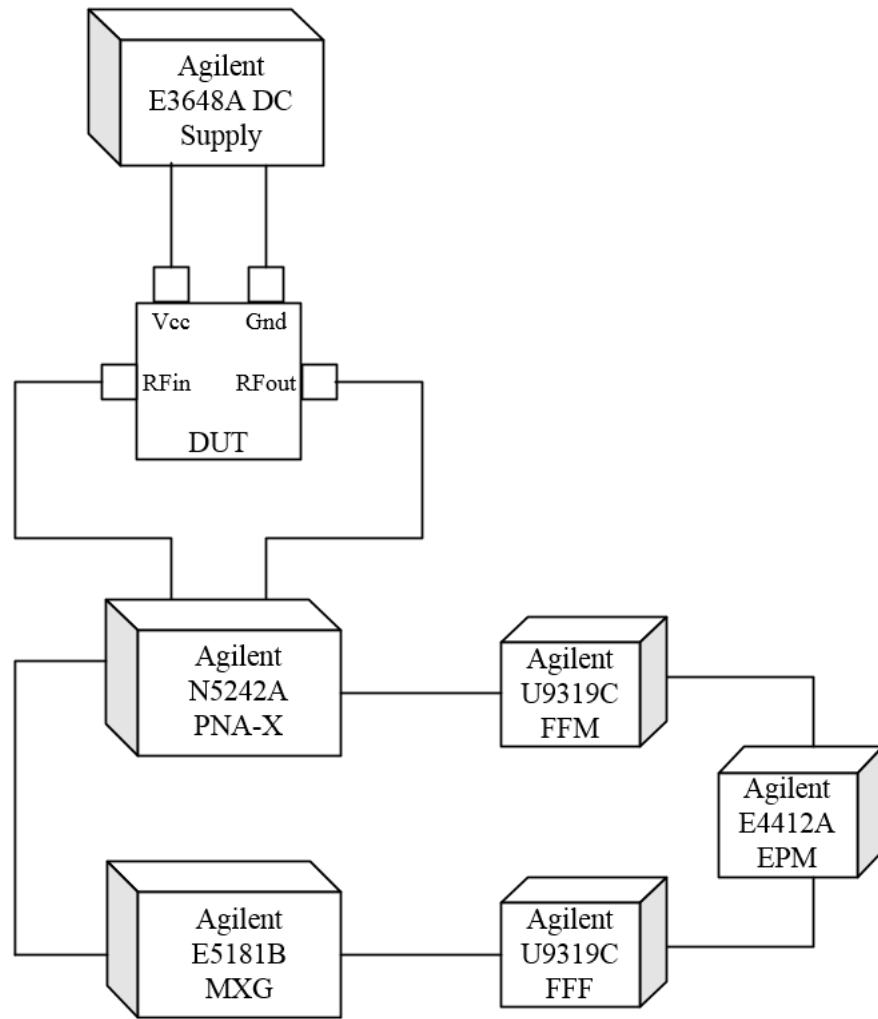 Agilent
E3648A DC
Supply
Vcc Gnd
RFin RFout
DUT
Agilent
N5242A
PNA-X
Agilent
U9319C
FFM
Agilent
E4412A
EPM
Agilent
E5181B
MXG
Agilent
U9319C
FFF